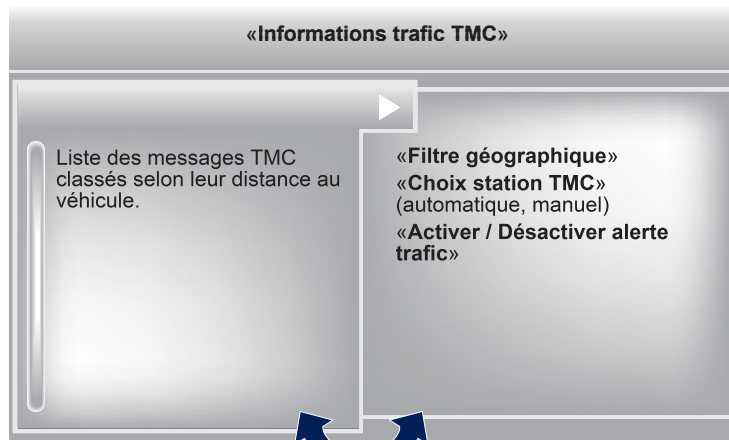 «Informations trafic TMC»
Liste des messages TMC
classés selon leur distance au
véhicule.
«Filtre géographique»
«Choix station TMC»
(automatique, manuel)
«Activer / Désactiver alerte
trafic»